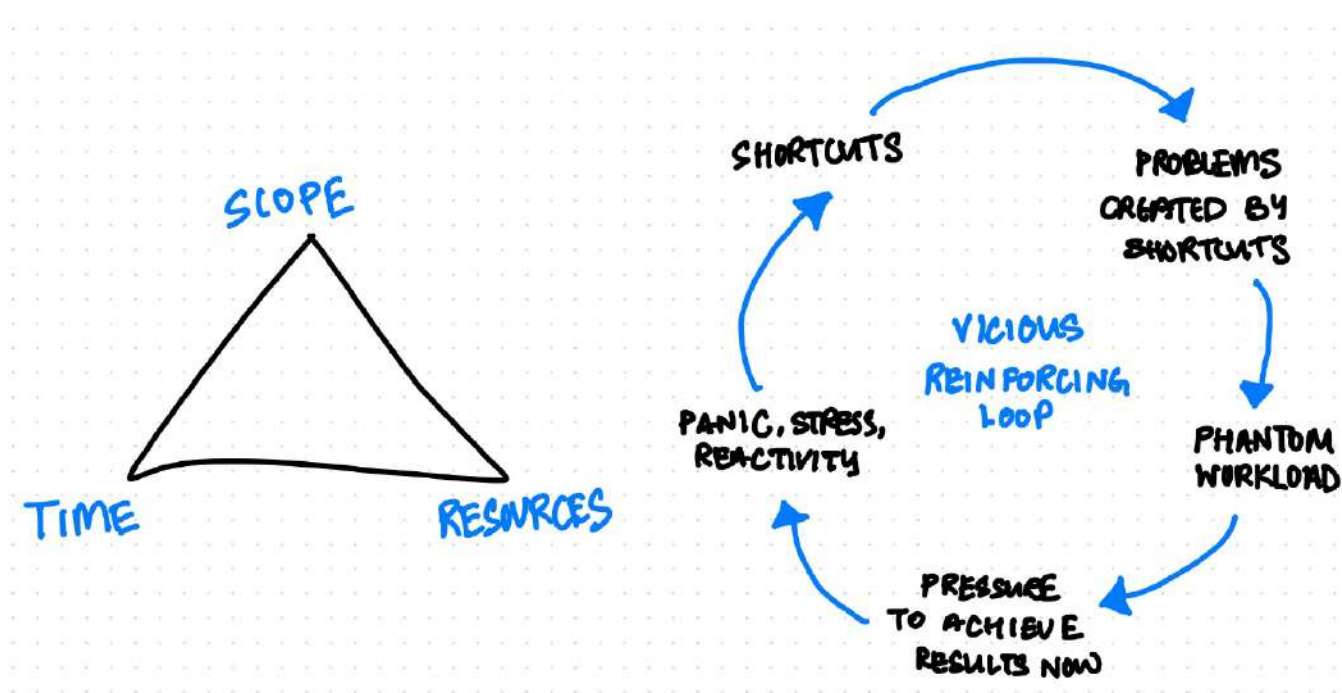 SCOPE
TIME
RESOURCES
SHORTCUTS
PROBLEMS
CREATED BY
SHORTCUTS
PHANTOM
WORKLOAD
PRESSURE
TO ACHIEVE
RESULTS NOW
PANIC, STRESS,
REACTIVITY
VICIOUS
REINFORCING
LOOP